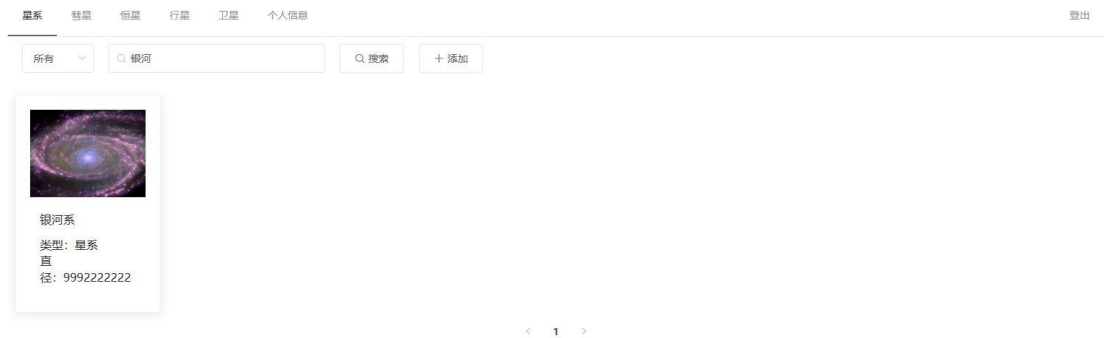 星系 彗星 恒星 行星 卫星 个人信息 登出
所有 银河 搜索 + 添加
银河系
类型：星系
直
径：9992222222
< 1 >